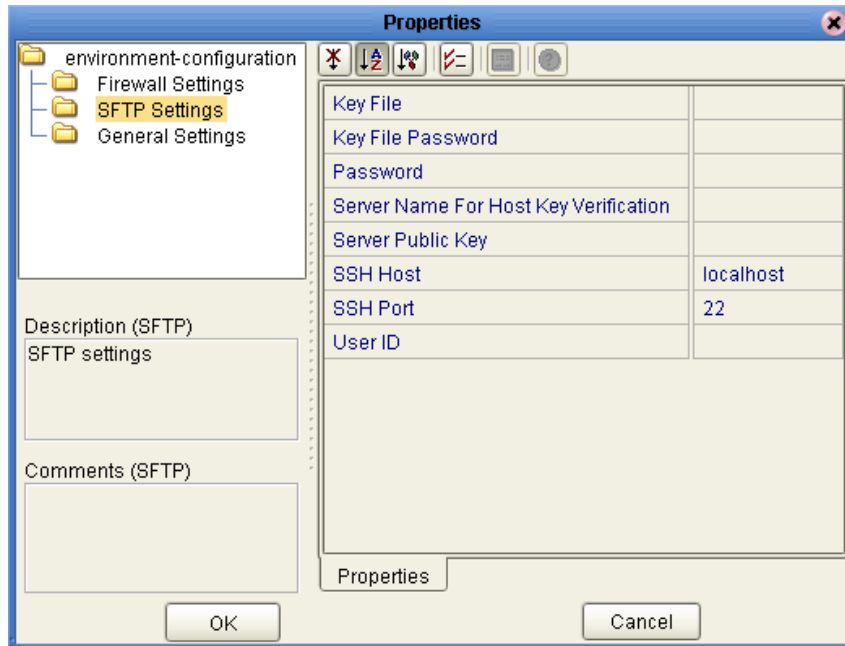 Properties
environment-configuration
Firewall Settings
SFTP Settings
General Settings
Description (SFTP)
SFTP settings
Comments (SFTP)
Key File
Key File Password
Password
Server Name For Host Key Verification
Server Public Key
SSH Host localhost
SSH Port 22
User ID
Properties
OK Cancel